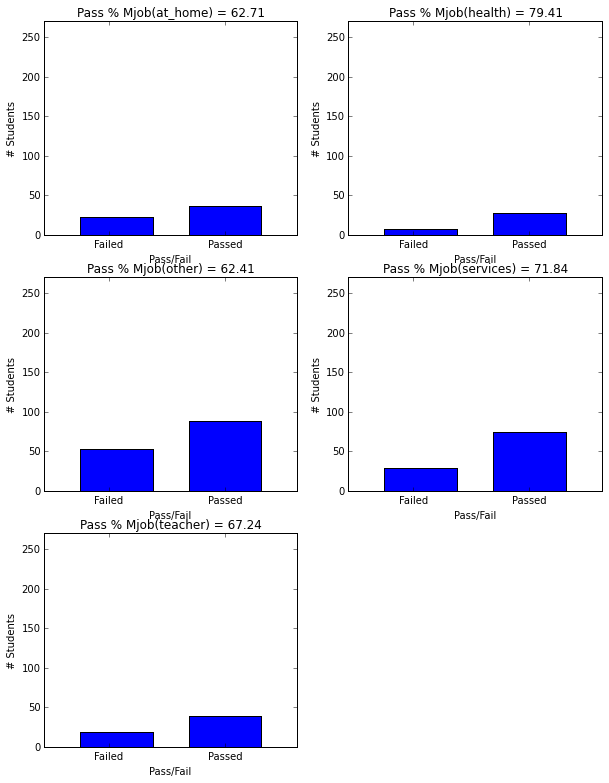 Pass % Mjob(at_home) = 62.71
250
200
150
100
50
0
# Students
Failed Passed
Pass/Fail
Pass % Mjob(health) = 79.41
250
200
150
100
50
0
# Students
Failed Passed
Pass/Fail
Pass % Mjob(other) = 62.41
250
200
150
100
50
0
# Students
Failed Passed
Pass/Fail
Pass % Mjob(services) = 71.84
250
200
150
100
50
0
# Students
Failed Passed
Pass/Fail
Pass % Mjob(teacher) = 67.24
250
200
150
100
50
0
# Students
Failed Passed
Pass/Fail